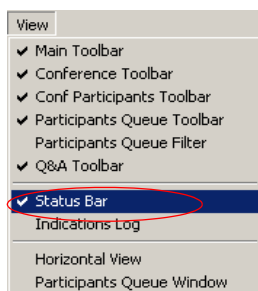 View
Main Toolbar
Conference Toolbar
Conf Participants Toolbar
Participants Queue Toolbar
Participants Queue Filter
Q&A Toolbar
Status Bar
Indications Log
Horizontal View
Participants Queue Window